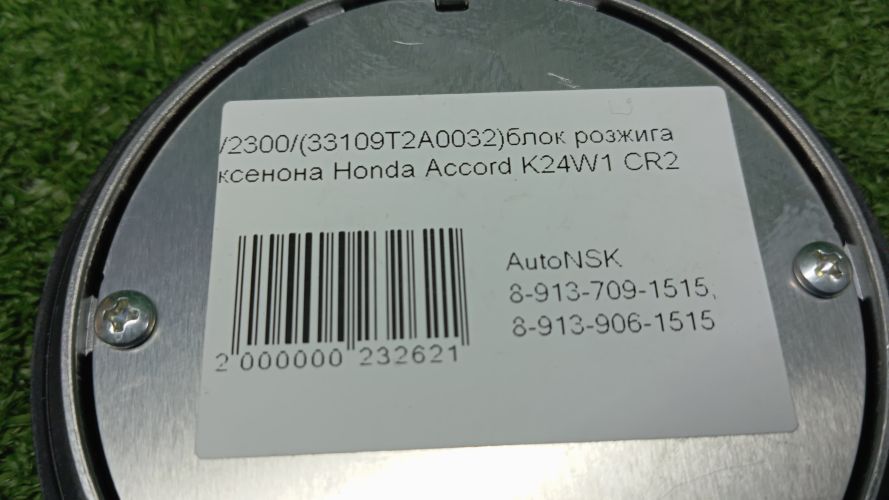 /2300/(33109T2A0032)блок розжига
ксенона Honda Accord K24W1 CR2
AutoNSK
8-913-709-1515,
8-913-906-1515
2 000000 232621